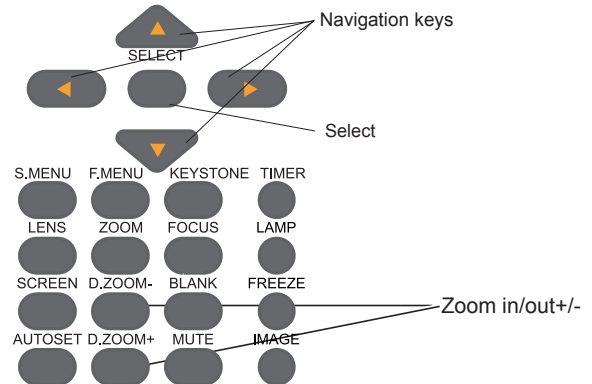 Navigation keys
SELECT
Select
S.MENU F.MENU KEYSTONE TIMER
LENS ZOOM FOCUS LAMP
SCREEN D.ZOOM- BLANK FREEZE
Zoom in/out+/-
AUTOSET D.ZOOM+ MUTE IMAGE